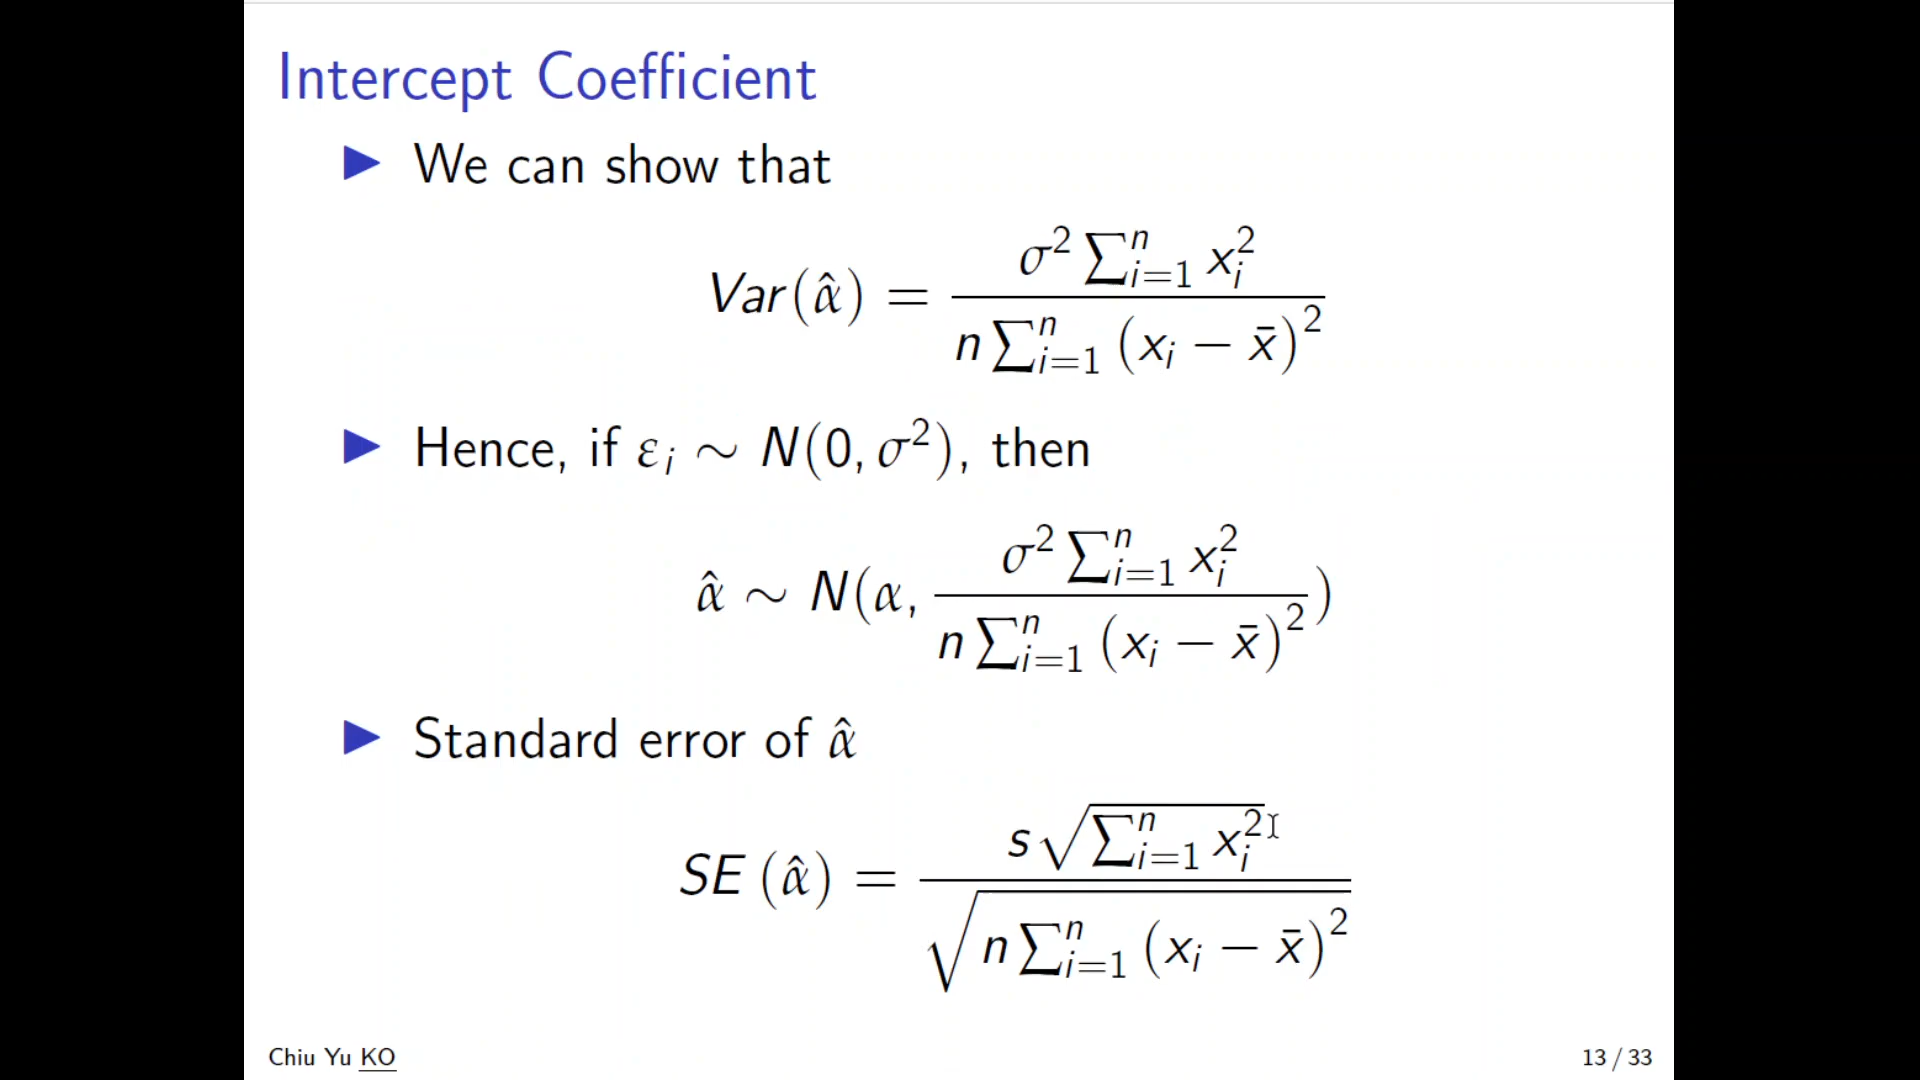 Intercept Coefficient
▶ We can show that
Var(α̂) = σ² ∑ⁿᵢ₌₁ xᵢ² / n ∑ⁿᵢ₌₁ (xᵢ − x̄)²
▶ Hence, if εᵢ ∼ N(0, σ²), then
α̂ ∼ N(α, σ² ∑ⁿᵢ₌₁ xᵢ² / n ∑ⁿᵢ₌₁ (xᵢ − x̄)²)
▶ Standard error of α̂
SE (α̂) = s √(∑ⁿᵢ₌₁ xᵢ²) / √(n ∑ⁿᵢ₌₁ (xᵢ − x̄)²)
Chiu Yu KO 13 / 33